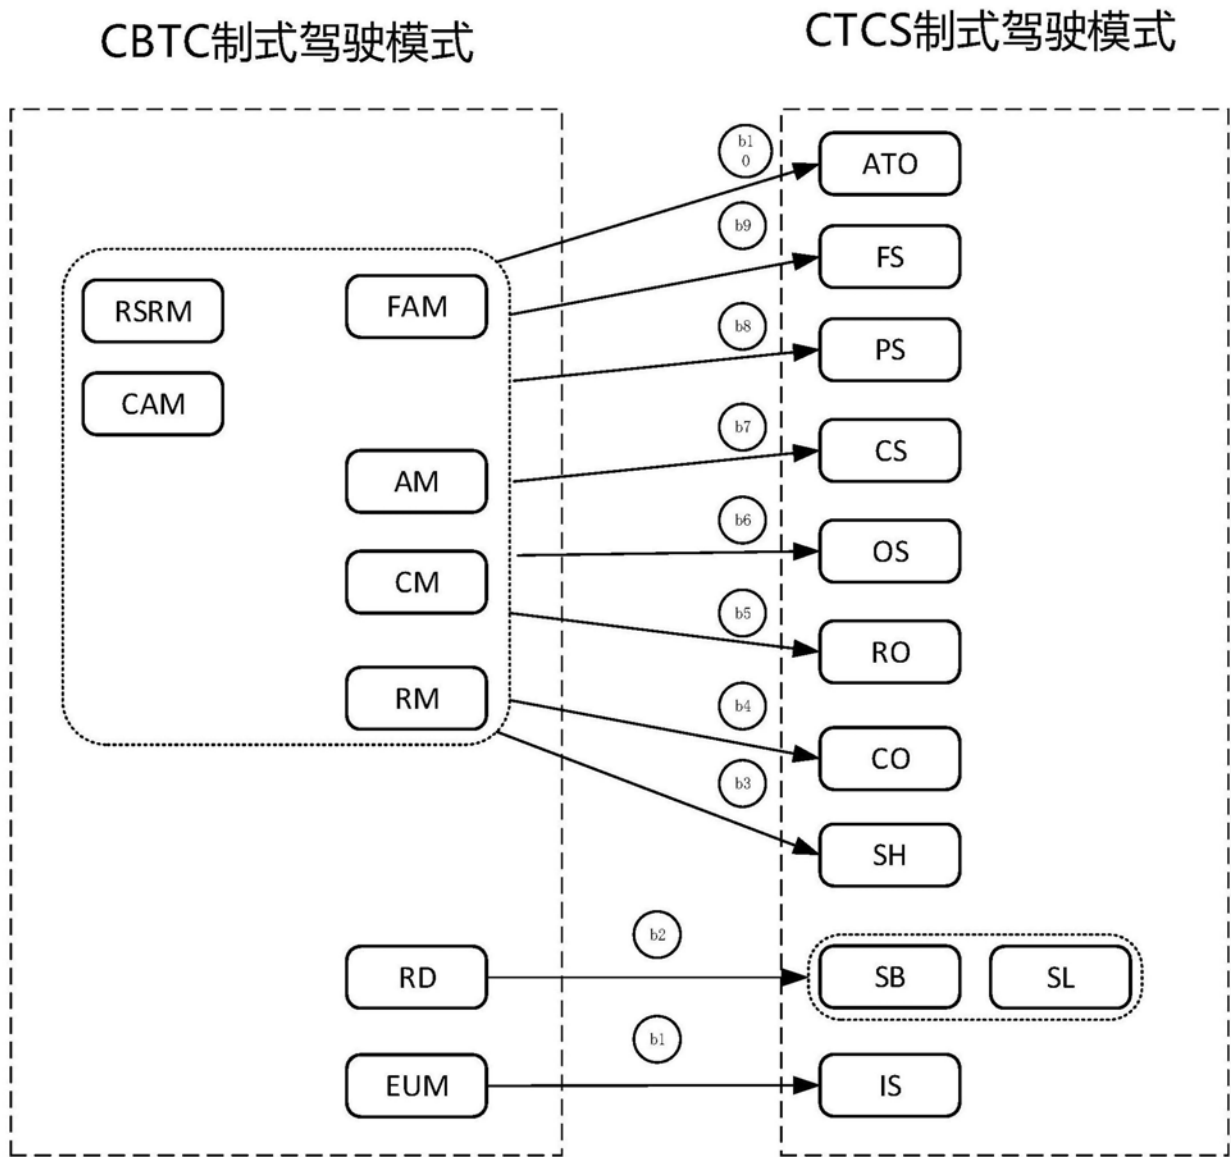 CBTC制式驾驶模式
CTCS制式驾驶模式
b1
0
ATO
b9
FS
RSRM
FAM
b8
PS
CAM
b7
CS
AM
b6
OS
CM
b5
RO
RM
b4
CO
b3
SH
b2
RD
SB
SL
b1
EUM
IS